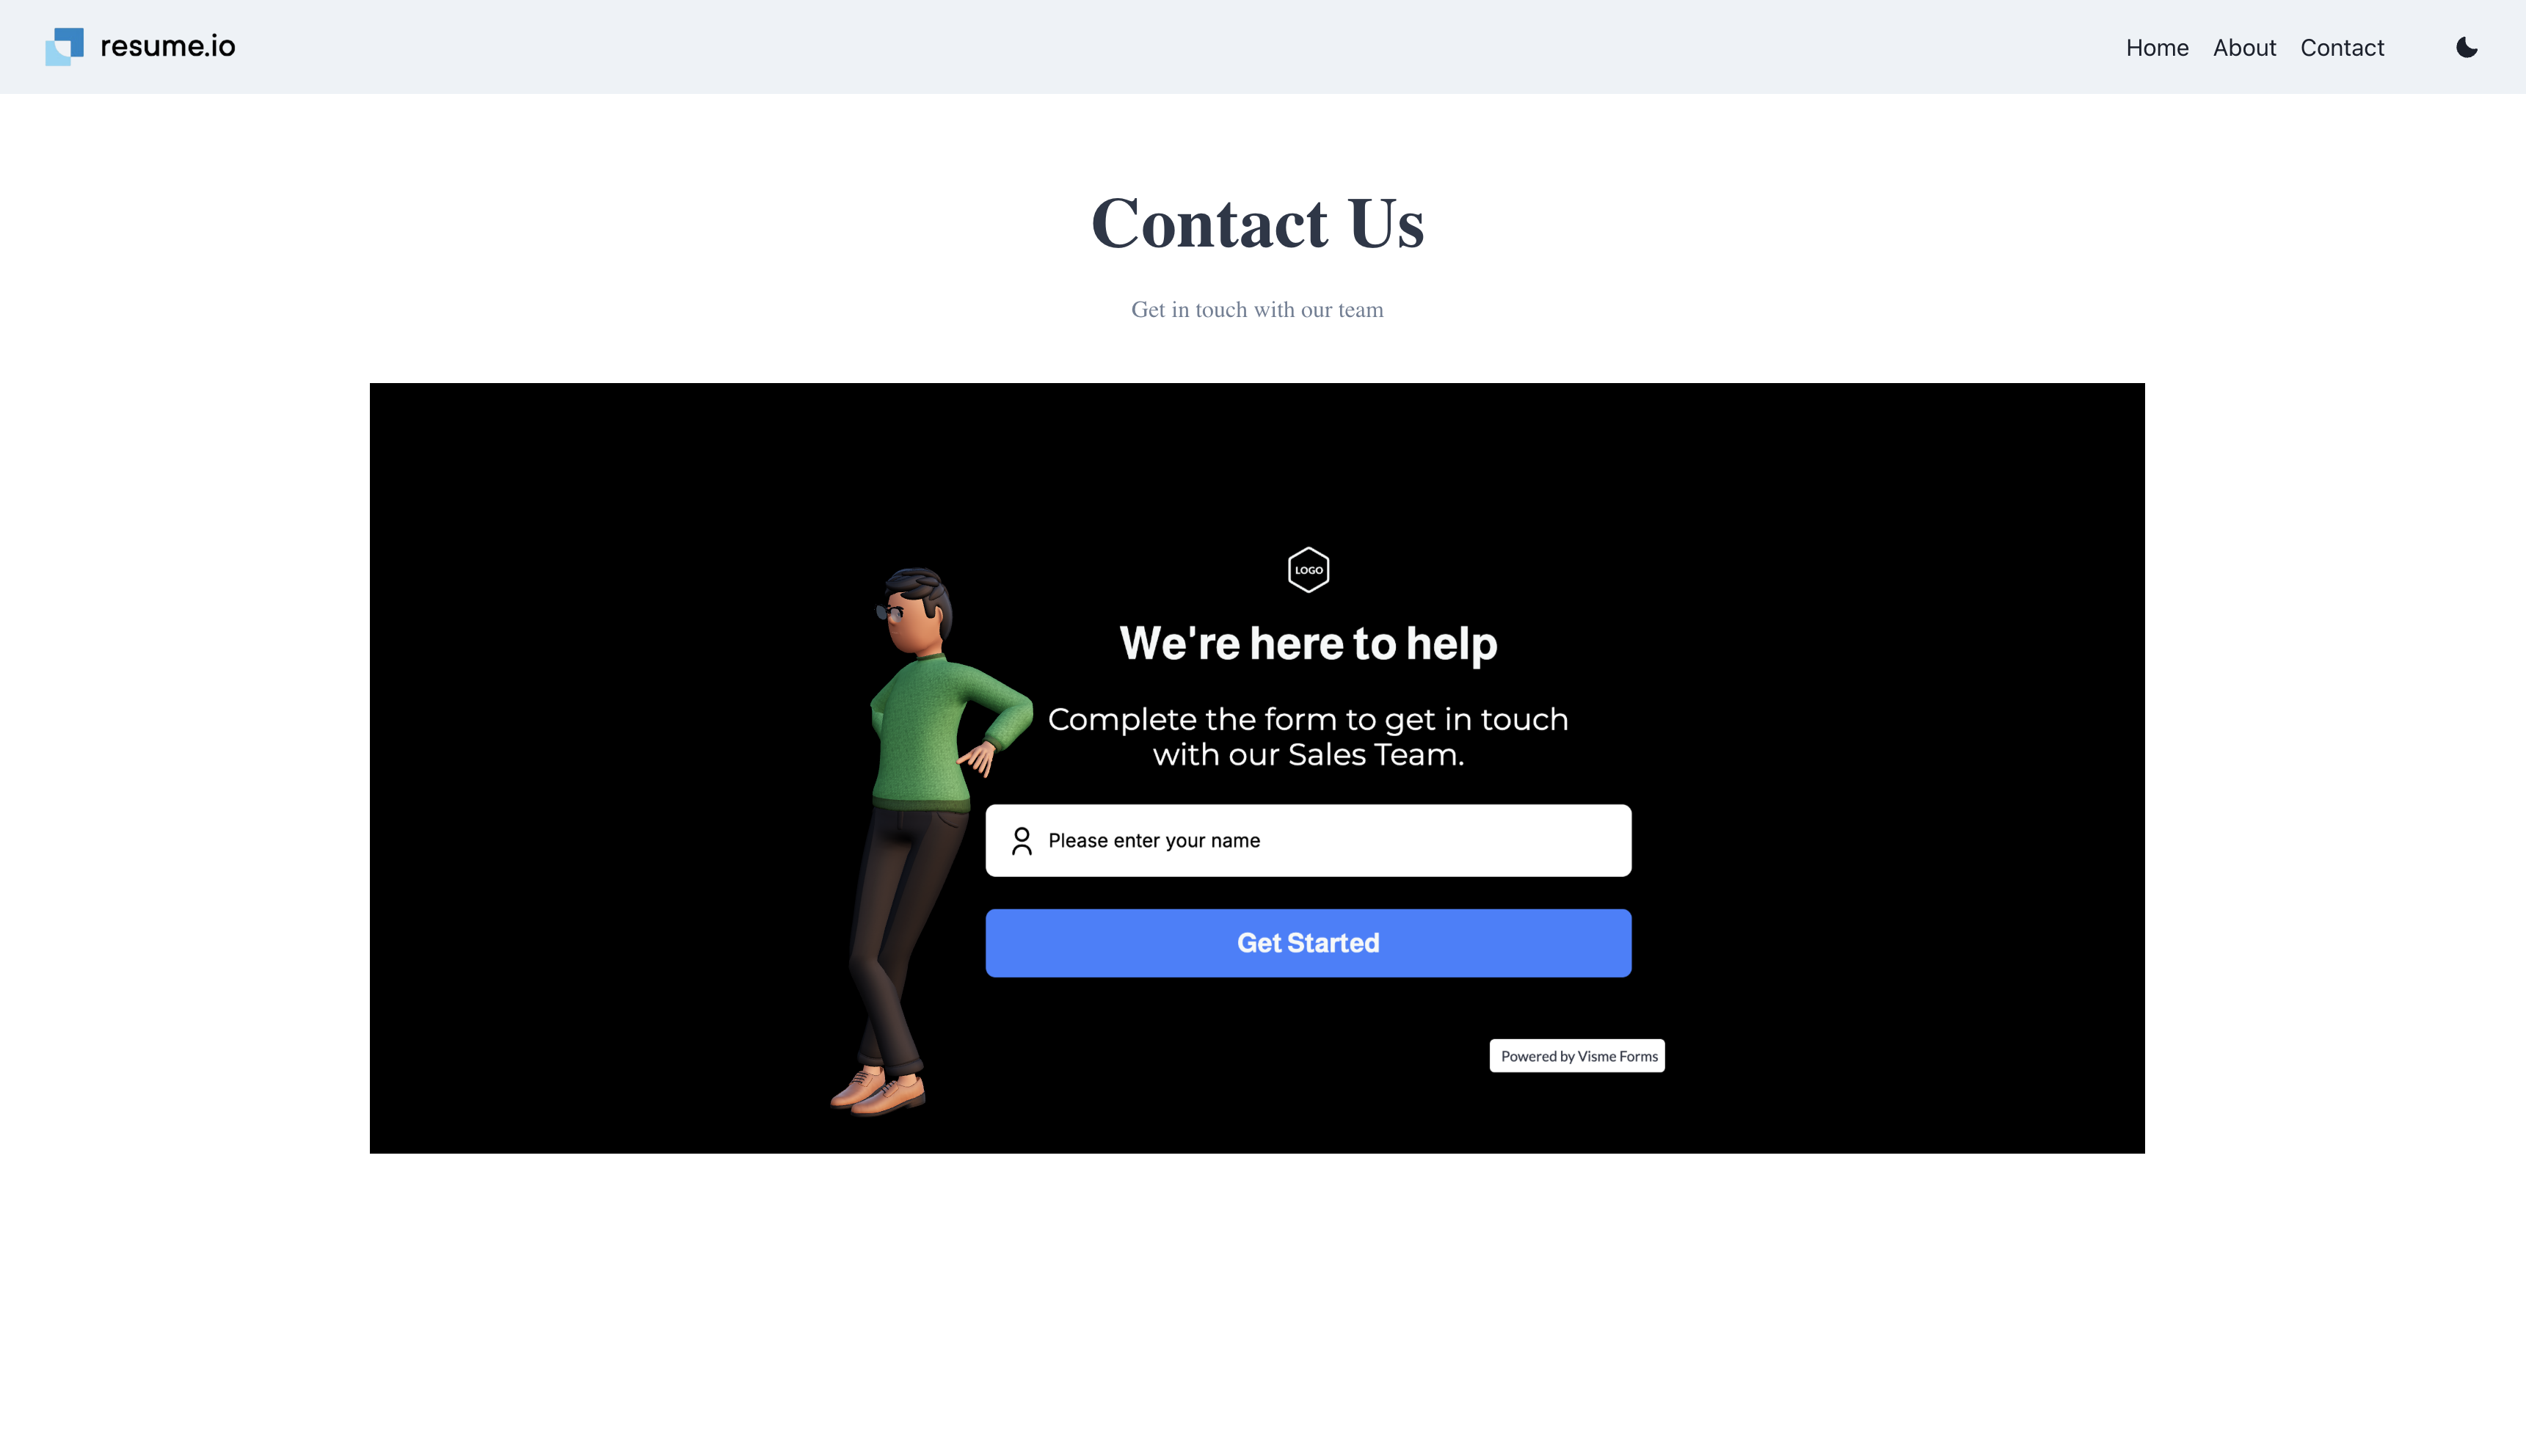 resume.io
Home About Contact
Contact Us
Get in touch with our team
LOGO
We're here to help
Complete the form to get in touch
with our Sales Team.
Please enter your name
Get Started
Powered by Visme Forms